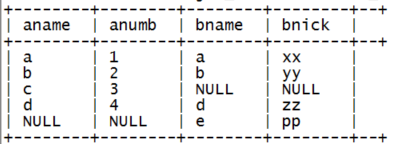 +--------+--------+--------+--------+--+
| aname | anumb | bname | bnick |
+--------+--------+--------+--------+--+
| a | 1 | a | xx |
| b | 2 | b | yy |
| c | 3 | NULL | NULL |
| d | 4 | d | zz |
| NULL | NULL | e | pp |
+--------+--------+--------+--------+--+